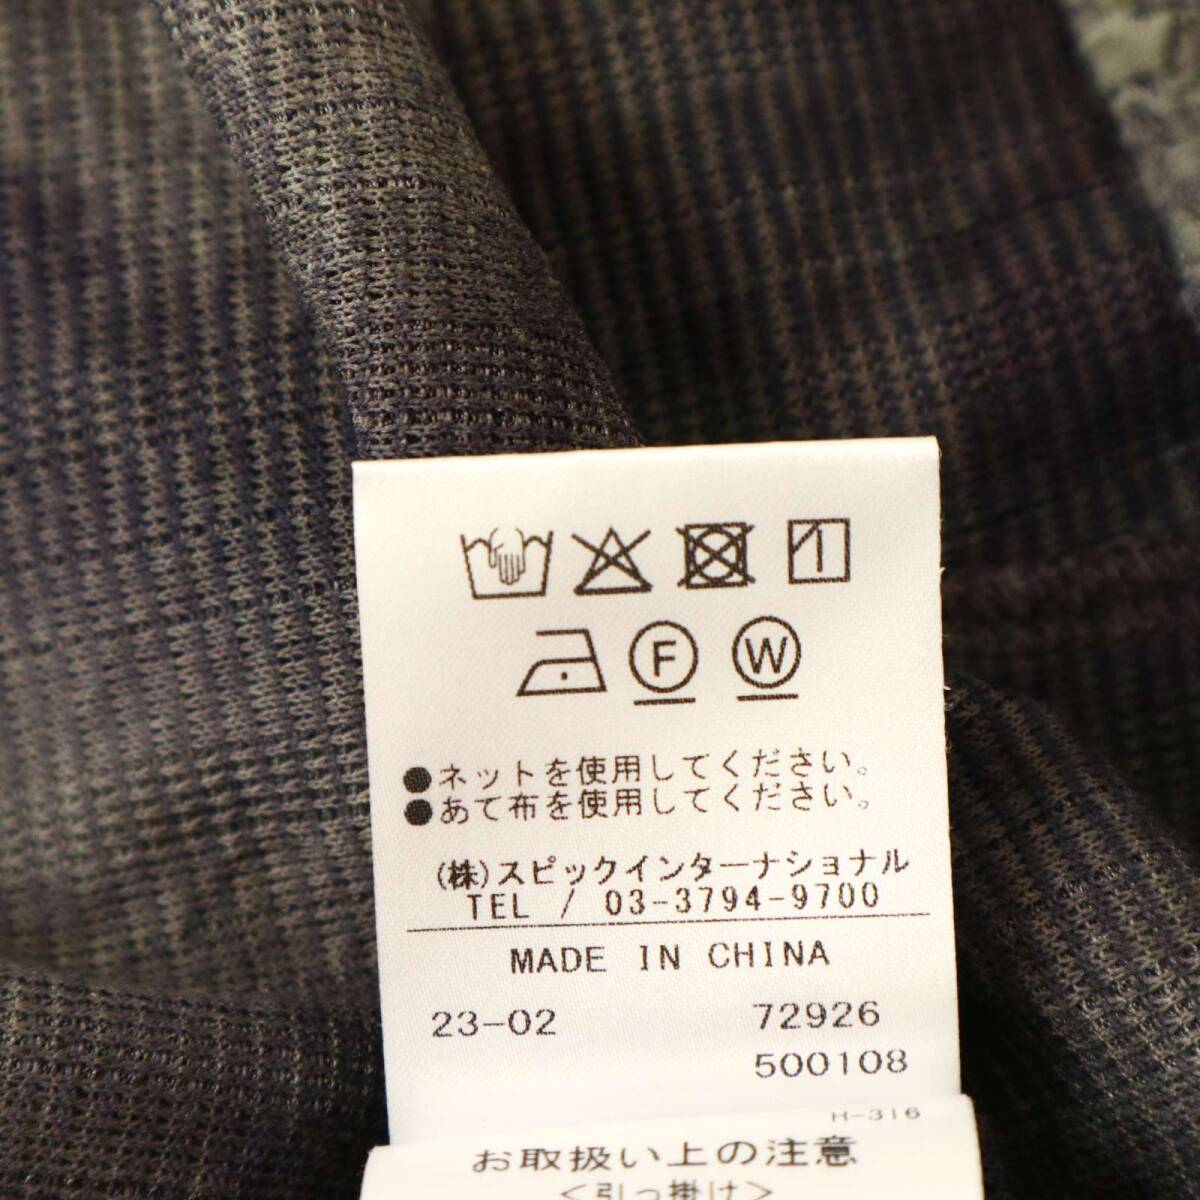 F W
●ネットを使用してください。
●あて布を使用してください。
(株)スピックインターナショナル
TEL / 03-3794-9700
MADE IN CHINA
23-02 72926
500108
H-316
お取扱い上の注意
<引っ掛け>